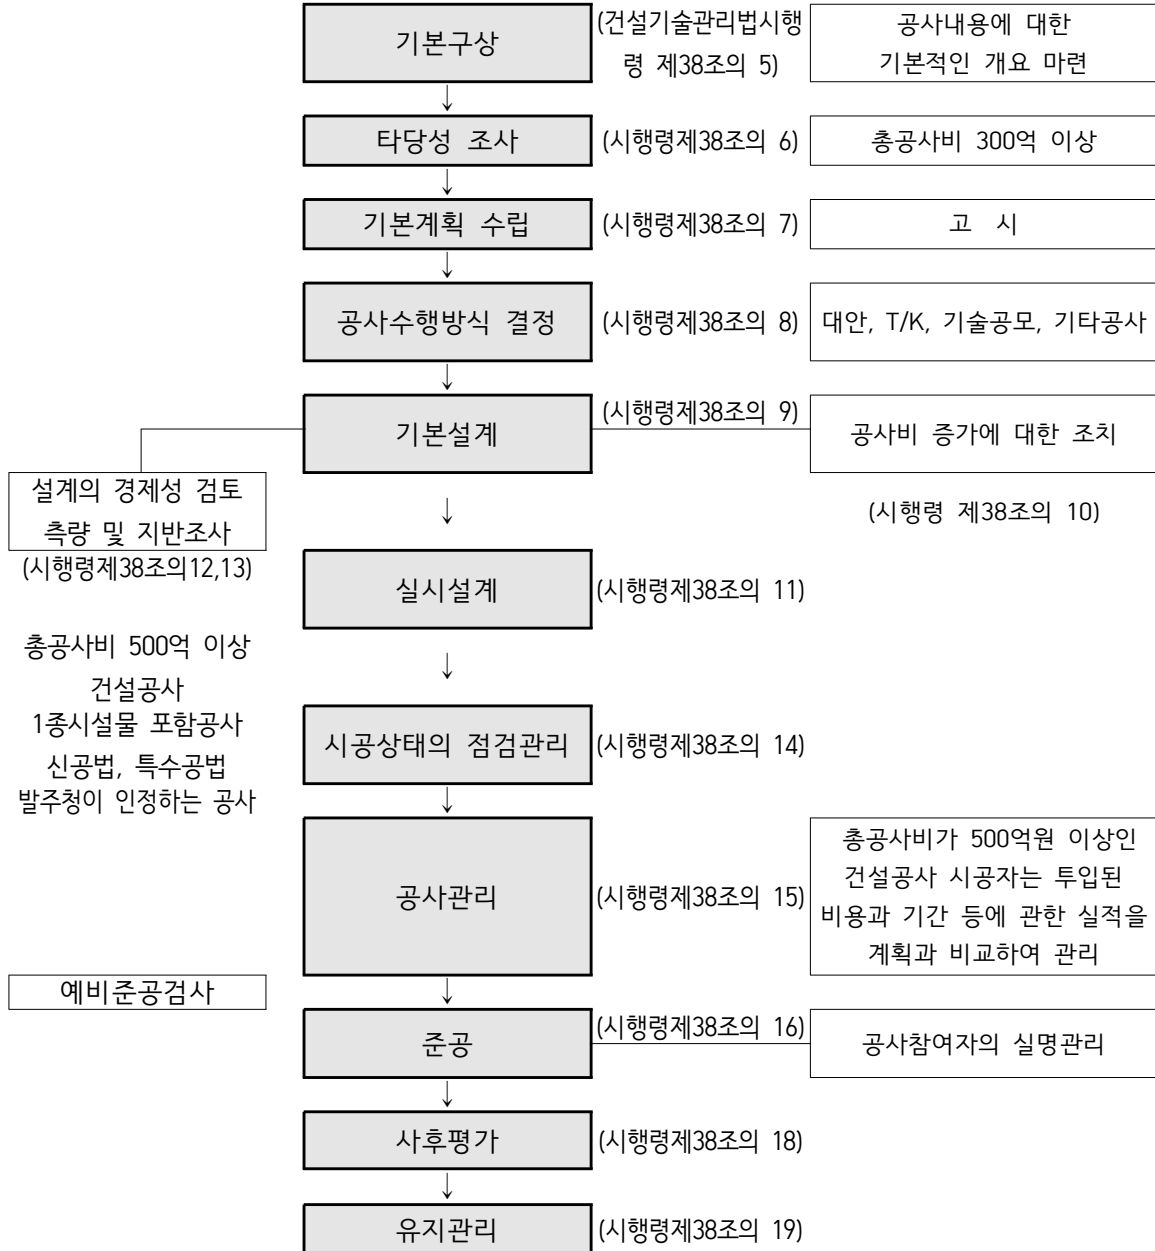 기본구상
(건설기술관리법시행
령 제38조의 5)
공사내용에 대한
기본적인 개요 마련
타당성 조사
(시행령제38조의 6)
총공사비 300억 이상
기본계획 수립
(시행령제38조의 7)
고 시
공사수행방식 결정
(시행령제38조의 8)
대안, T/K, 기술공모, 기타공사
기본설계
(시행령제38조의 9)
공사비 증가에 대한 조치
(시행령 제38조의 10)
설계의 경제성 검토
측량 및 지반조사
(시행령제38조의12,13)
총공사비 500억 이상
건설공사
1종시설물 포함공사
신공법, 특수공법
발주청이 인정하는 공사
실시설계
(시행령제38조의 11)
시공상태의 점검관리
(시행령제38조의 14)
공사관리
(시행령제38조의 15)
총공사비가 500억원 이상인
건설공사 시공자는 투입된
비용과 기간 등에 관한 실적을
계획과 비교하여 관리
예비준공검사
준공
(시행령제38조의 16)
공사참여자의 실명관리
사후평가
(시행령제38조의 18)
유지관리
(시행령제38조의 19)